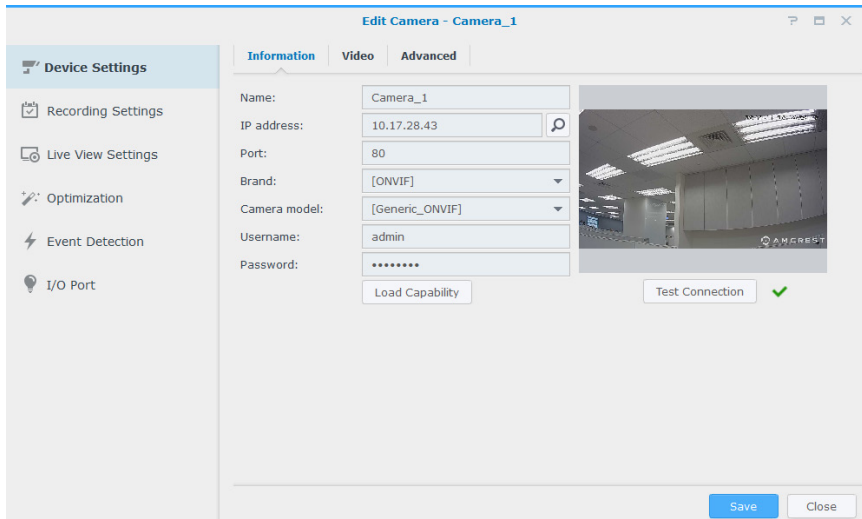 Edit Camera - Camera_1
Device Settings
Recording Settings
Live View Settings
Optimization
Event Detection
I/O Port
Information Video Advanced
Name: Camera_1
IP address: 10.17.28.43
Port: 80
Brand: [ONVIF]
Camera model: [Generic_ONVIF]
Username: admin
Password: ••••••••
Load Capability
AMCREST
Test Connection
Save Close